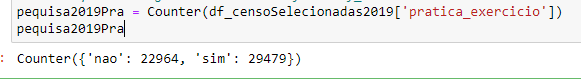 pequisa2019Pra = Counter(df_censoSelecionadas2019['pratica_exercicio'])
pequisa2019Pra
Counter({'nao': 22964, 'sim': 29479})